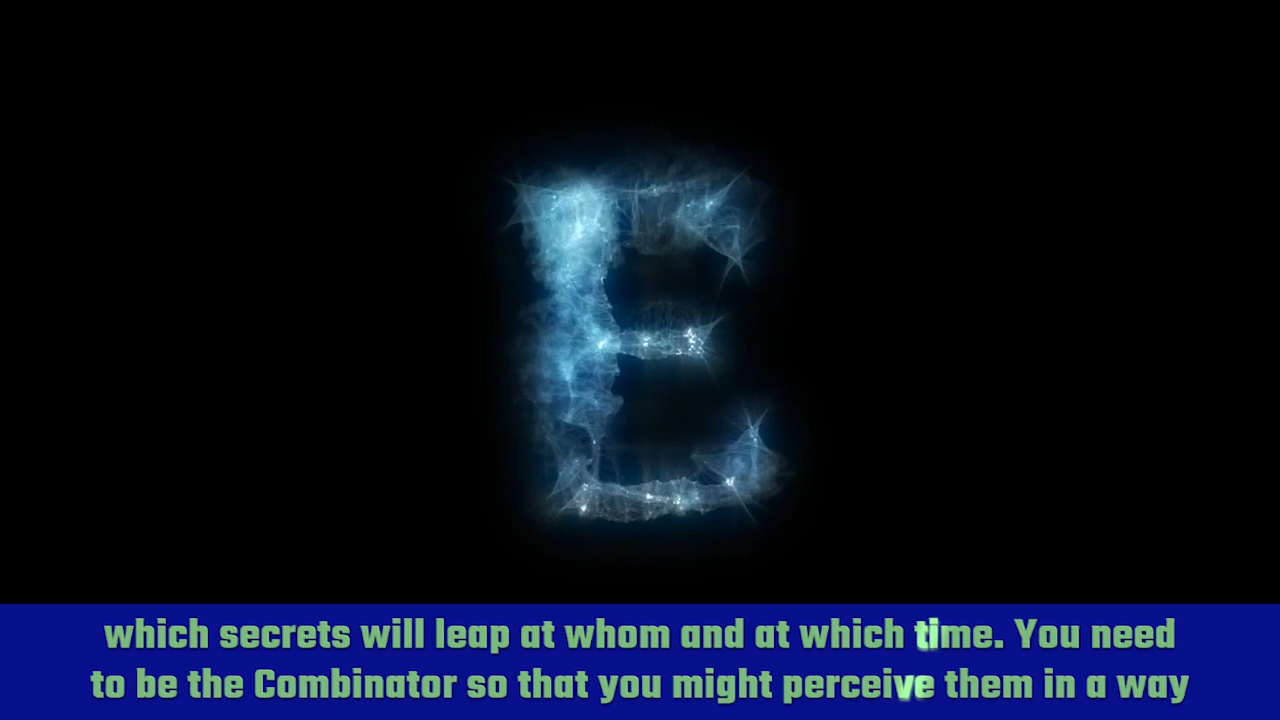 E
which secrets will leap at whom and at which time. You need
to be the Combinator so that you might perceive them in a way